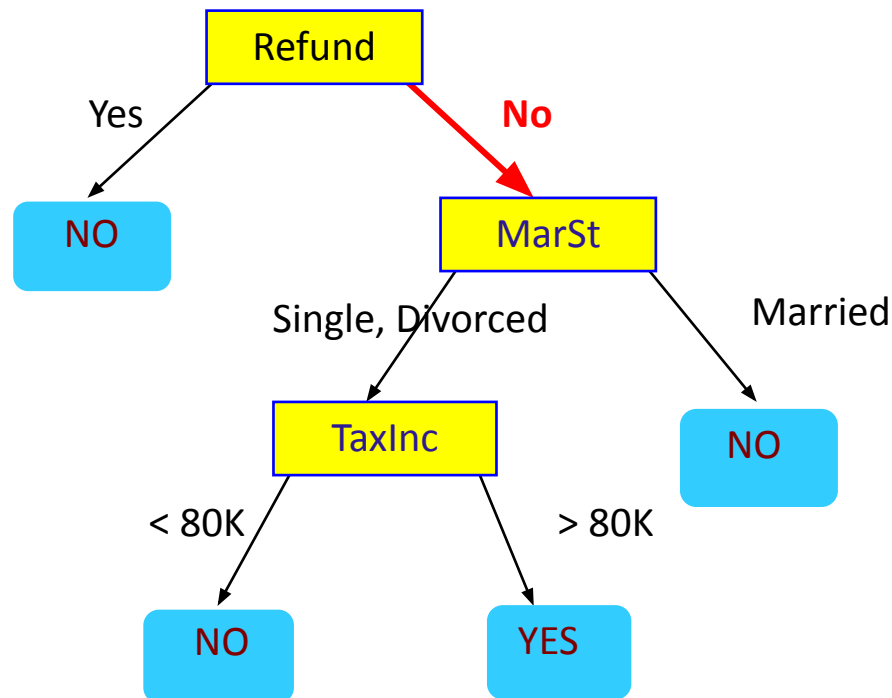 Refund
Yes
No
NO
MarSt
Single, Divorced
Married
TaxInc
NO
< 80K
> 80K
NO
YES